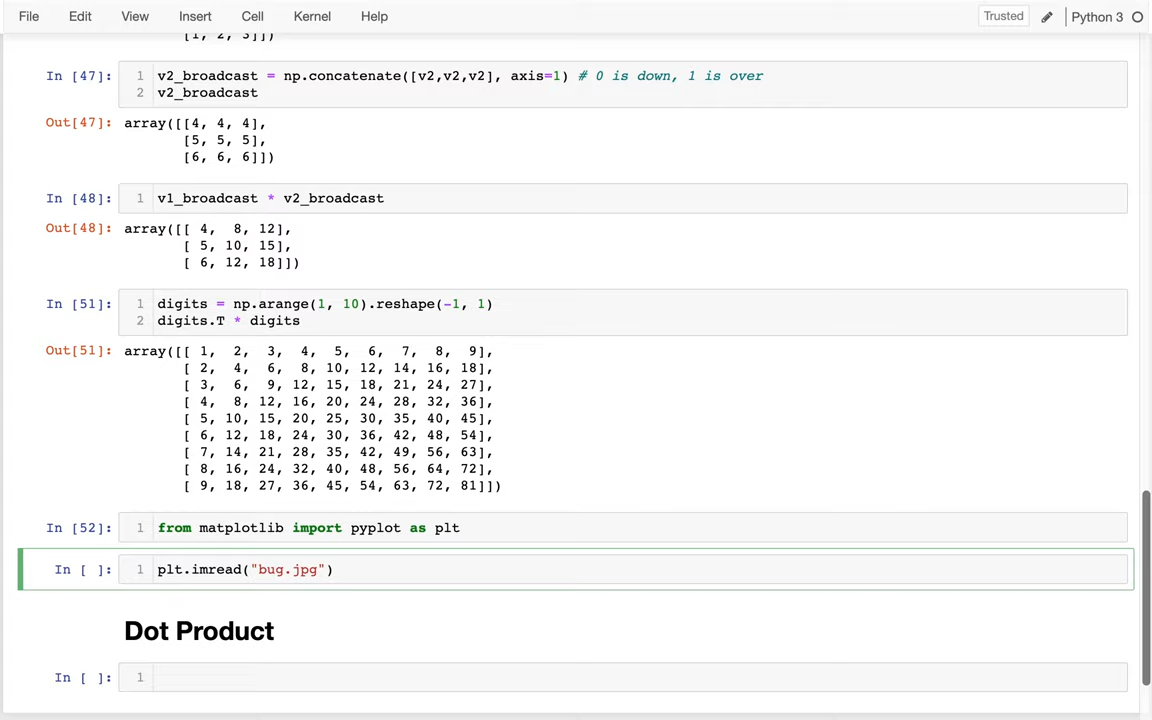 File Edit View Insert Cell Kernel Help Trusted Python 3
[1, 2, 3]])
In [47]: 1 v2_broadcast = np.concatenate([v2,v2,v2], axis=1) # 0 is down, 1 is over
2 v2_broadcast
Out[47]: array([[4, 4, 4],
[5, 5, 5],
[6, 6, 6]])
In [48]: 1 v1_broadcast * v2_broadcast
Out[48]: array([[ 4,  8, 12],
[ 5, 10, 15],
[ 6, 12, 18]])
In [51]: 1 digits = np.arange(1, 10).reshape(-1, 1)
2 digits.T * digits
Out[51]: array([[ 1,  2,  3,  4,  5,  6,  7,  8,  9],
[ 2,  4,  6,  8, 10, 12, 14, 16, 18],
[ 3,  6,  9, 12, 15, 18, 21, 24, 27],
[ 4,  8, 12, 16, 20, 24, 28, 32, 36],
[ 5, 10, 15, 20, 25, 30, 35, 40, 45],
[ 6, 12, 18, 24, 30, 36, 42, 48, 54],
[ 7, 14, 21, 28, 35, 42, 49, 56, 63],
[ 8, 16, 24, 32, 40, 48, 56, 64, 72],
[ 9, 18, 27, 36, 45, 54, 63, 72, 81]])
In [52]: 1 from matplotlib import pyplot as plt
In [ ]: 1 plt.imread("bug.jpg")
Dot Product
In [ ]: 1